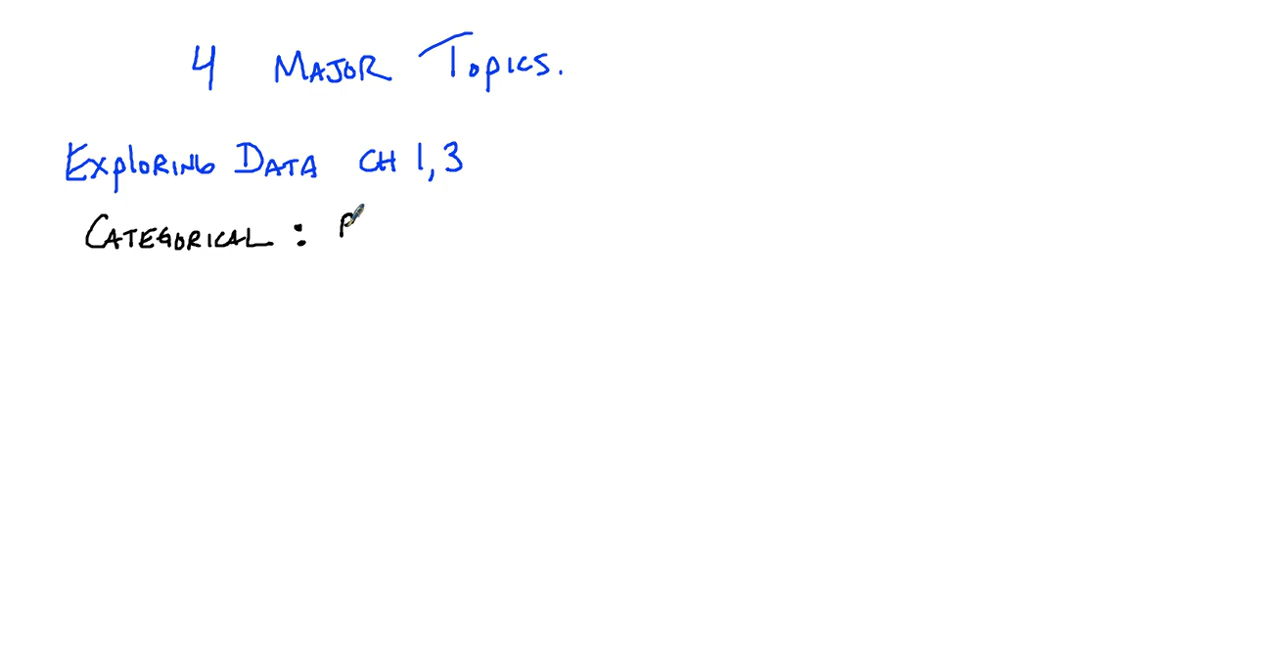 4 MAJOR TOPICS.
EXPLORING DATA CH 1,3
CATEGORICAL : P